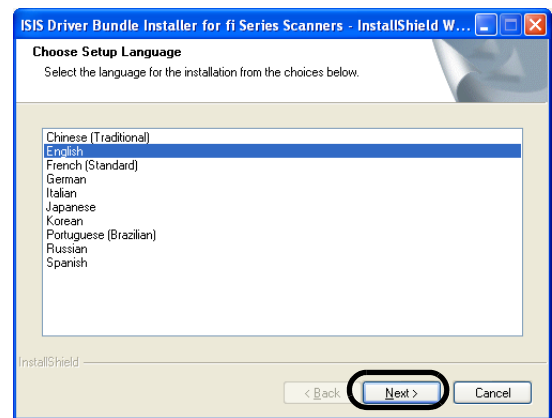 ISIS Driver Bundle Installer for fi Series Scanners - InstallShield W...
Choose Setup Language
Select the language for the installation from the choices below.
Chinese (Traditional)
English
French (Standard)
German
Italian
Japanese
Korean
Portuguese (Brazilian)
Russian
Spanish
InstallShield
< Back Next > Cancel